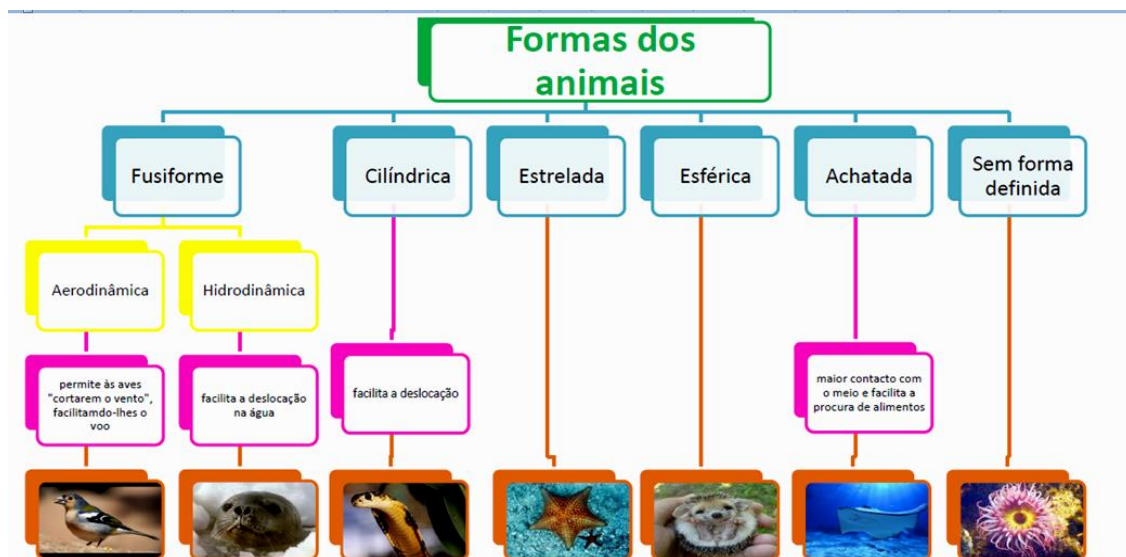 Formas dos
animais
Fusiforme
Cilíndrica
Estrelada
Esférica
Achatada
Sem forma
definida
Aerodinâmica
Hidrodinâmica
permite às aves
"cortarem o vento",
facilitamdo-lhes o
voo
facilita a deslocação
na água
facilita a deslocação
maior contacto com
o meio e facilita a
procura de alimentos